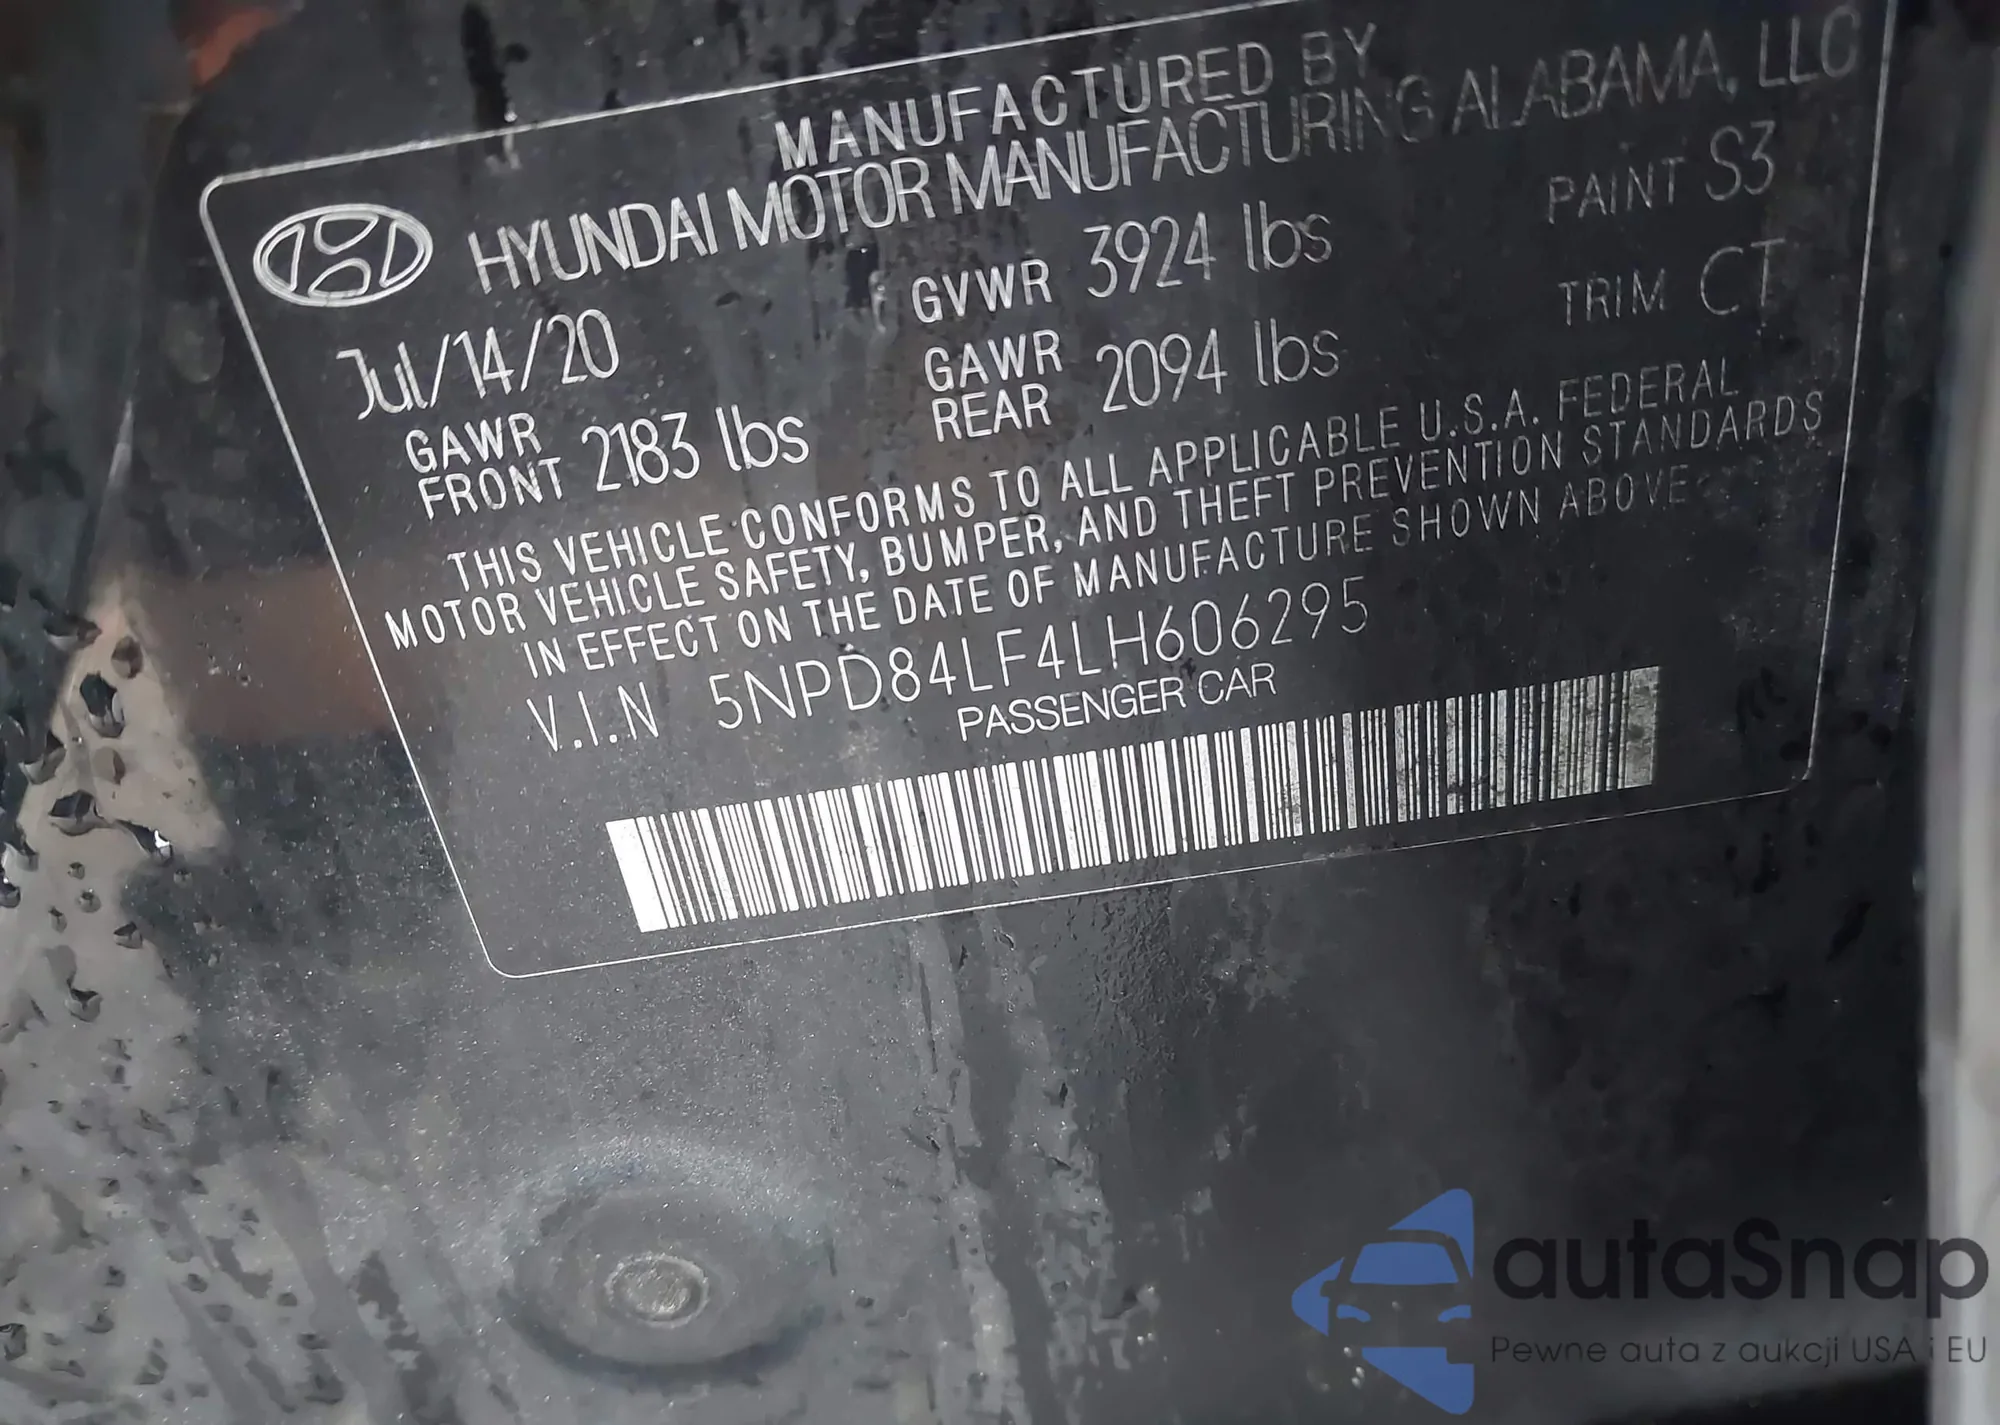 MANUFACTURED BY
HYUNDAI MOTOR MANUFACTURING ALABAMA, LLC
Jul/14/20 GVWR 3924 lbs PAINT S3
GAWR FRONT 2183 lbs GAWR REAR 2094 lbs TRIM CT
THIS VEHICLE CONFORMS TO ALL APPLICABLE U.S.A. FEDERAL
MOTOR VEHICLE SAFETY, BUMPER, AND THEFT PREVENTION STANDARDS
IN EFFECT ON THE DATE OF MANUFACTURE SHOWN ABOVE
V.I.N 5NPD84LF4LH606295
PASSENGER CAR
autaSnap
Pewne auta z aukcji USA i EU